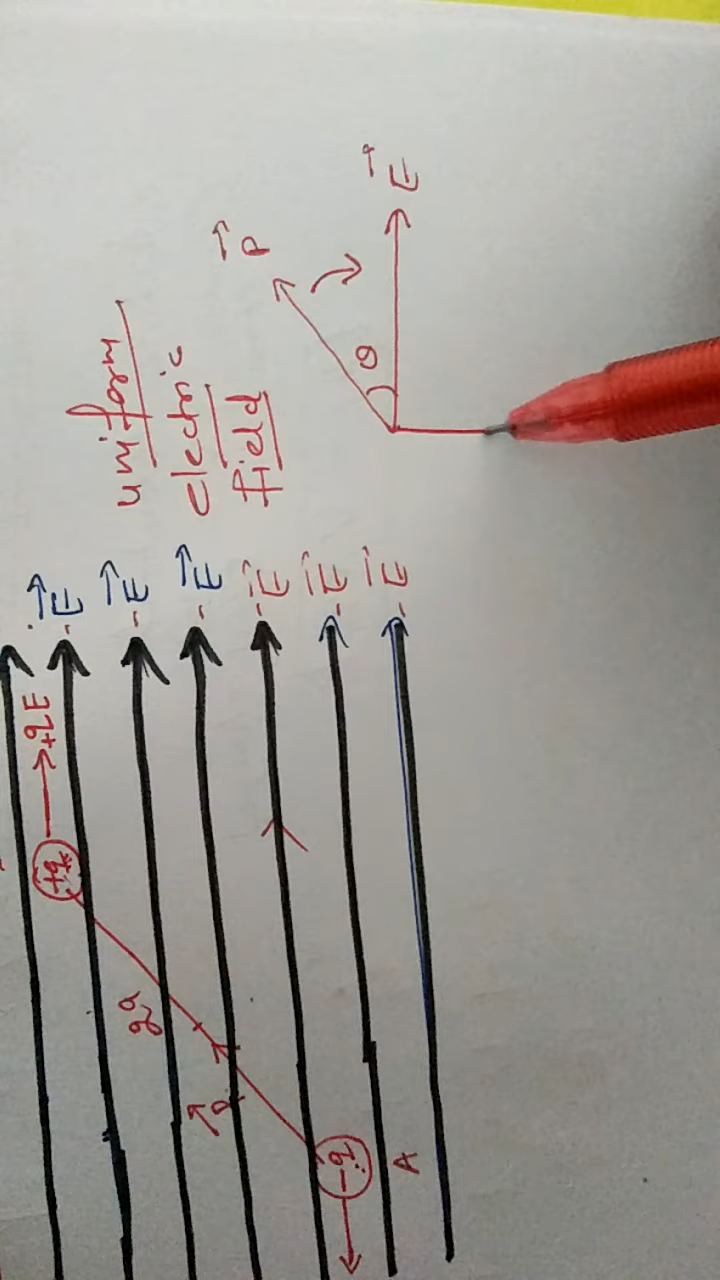 uniform
electric
field
P⃗
E⃗
θ
E⃗
E⃗
E⃗
E⃗
E⃗
E⃗
+qE
+q
2a
P⃗
-q
A